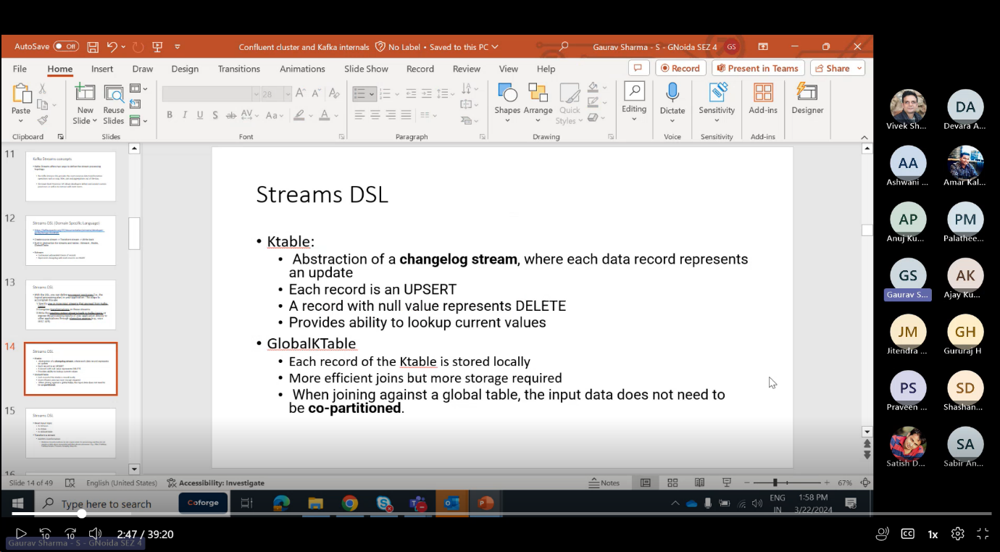 AutoSave Off Confluent cluster and Kafka internals No Label • Saved to this PC Gaurav Sharma - S - GNoida SEZ 4 GS
File Home Insert Draw Design Transitions Animations Slide Show Record Review View Help Record Present in Teams Share
Paste New Slide Reuse Slides 28 Shapes Arrange Quick Styles Editing Dictate Sensitivity Add-ins Designer
B I U S ab AV Aa A
Clipboard Slides Font Paragraph Drawing Voice Sensitivity Add-ins
11
Kafka Streams concepts
12
Streams DSL (Domain Specific Language)
13
Streams DSL
14
Streams DSL
15
Streams DSL
16
Streams DSL
• Ktable:
• Abstraction of a changelog stream, where each data record represents
an update
• Each record is an UPSERT
• A record with null value represents DELETE
• Provides ability to lookup current values
• GlobalKTable
• Each record of the Ktable is stored locally
• More efficient joins but more storage required
• When joining against a global table, the input data does not need to
be co-partitioned.
Slide 14 of 49 English (United States) Accessibility: Investigate Notes 67%
Type here to search Coforge ENG IN 1:58 PM 3/22/2024
10 10 2:47 / 39:20 CC 1x
Gaurav Sharma - S - GNoida SEZ 4
DA
Vivek Sh... Devara A...
AA
Ashwani ... Amar Kal...
AP PM
Anuj Ku... Palathee...
GS AK
Gaurav S... Ajay Ku...
JM GH
Jitendra ... Gururaj H
PS SD
Praveen ... Shashan...
SA
Satish D... Sabir An...